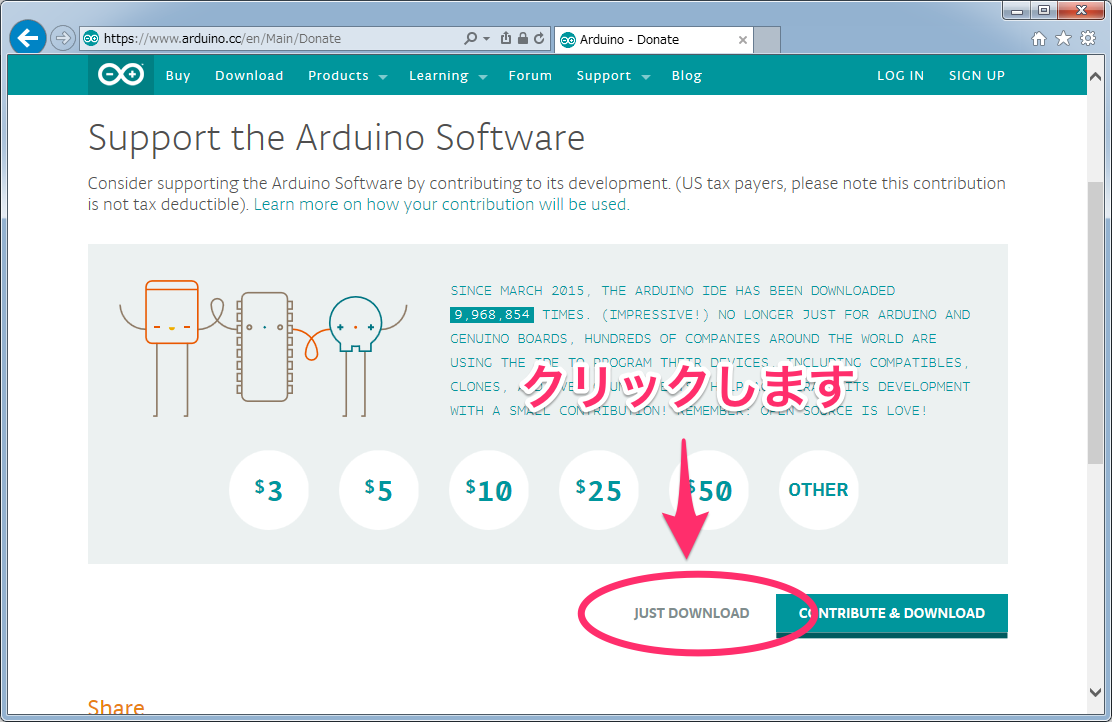 https://www.arduino.cc/en/Main/Donate
Arduino - Donate
Buy Download Products Learning Forum Support Blog LOG IN SIGN UP
Support the Arduino Software
Consider supporting the Arduino Software by contributing to its development. (US tax payers, please note this contribution
is not tax deductible). Learn more on how your contribution will be used.
SINCE MARCH 2015, THE ARDUINO IDE HAS BEEN DOWNLOADED
9,968,854 TIMES. (IMPRESSIVE!) NO LONGER JUST FOR ARDUINO AND
GENUINO BOARDS, HUNDREDS OF COMPANIES AROUND THE WORLD ARE
USING THE IDE TO PROGRAM THEIR DEVICES, INCLUDING COMPATIBLES,
CLONES, ITS DEVELOPMENT
WITH A SMALL CONTRIBUTION! REMEMBER: OPEN SOURCE IS LOVE!
クリックします
$3 $5 $10 $25 $50 OTHER
JUST DOWNLOAD CONTRIBUTE & DOWNLOAD
Share